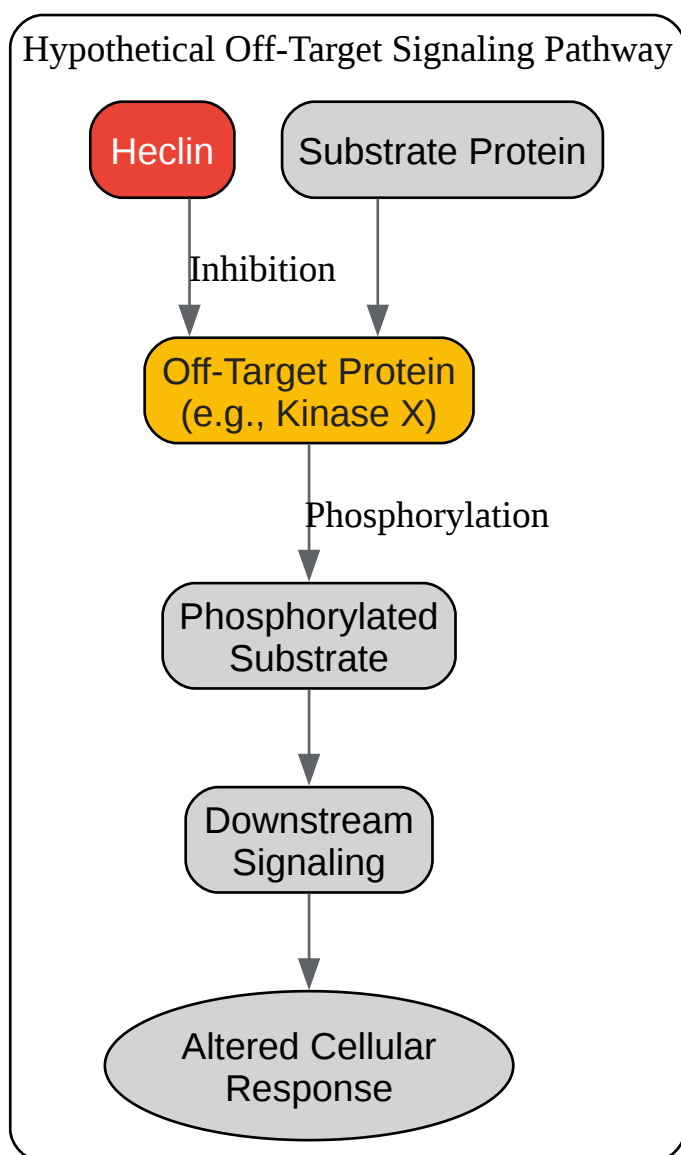 Hypothetical Off-Target Signaling Pathway
Heclin
Substrate Protein
Inhibition
Off-Target Protein
(e.g., Kinase X)
Phosphorylation
Phosphorylated
Substrate
Downstream
Signaling
Altered Cellular
Response